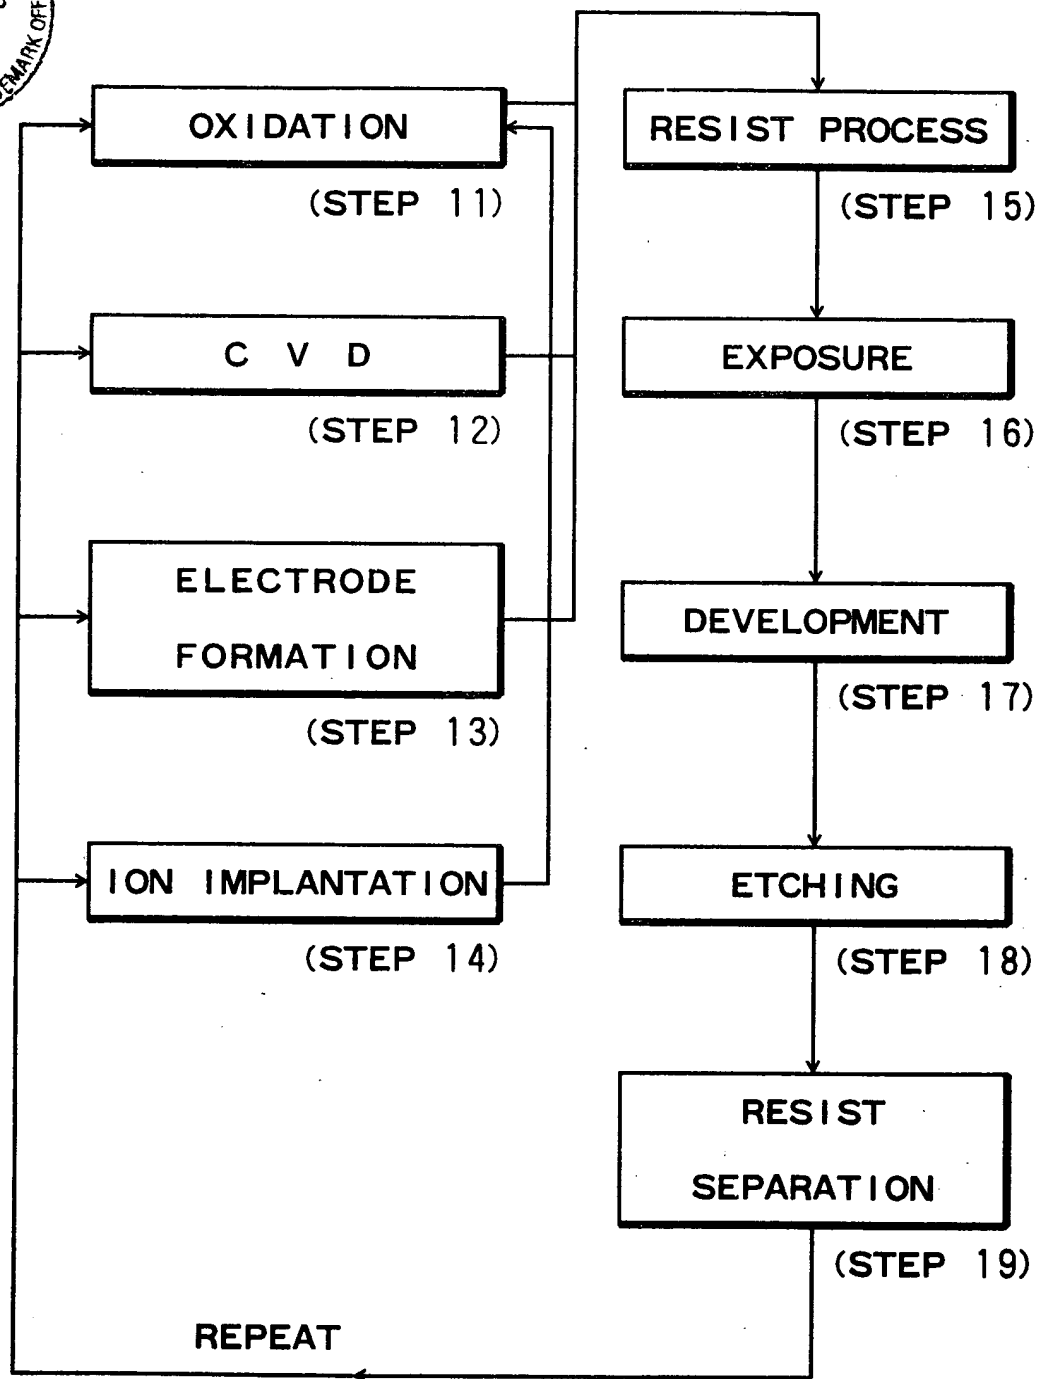 OXIDATION
(STEP 11)
C V D
(STEP 12)
ELECTRODE
FORMATION
(STEP 13)
ION IMPLANTATION
(STEP 14)
RESIST PROCESS
(STEP 15)
EXPOSURE
(STEP 16)
DEVELOPMENT
(STEP 17)
ETCHING
(STEP 18)
RESIST
SEPARATION
(STEP 19)
REPEAT